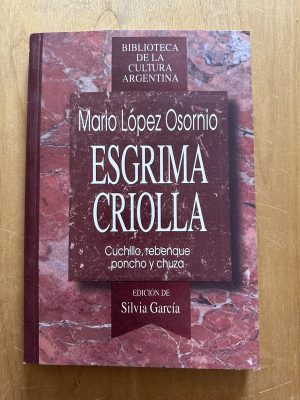 BIBLIOTECA
DE LA
CULTURA
ARGENTINA
Mario López Osornio
ESGRIMA
CRIOLLA
Cuchillo, rebenque
poncho y chuza
EDICIÓN DE
Silvia García